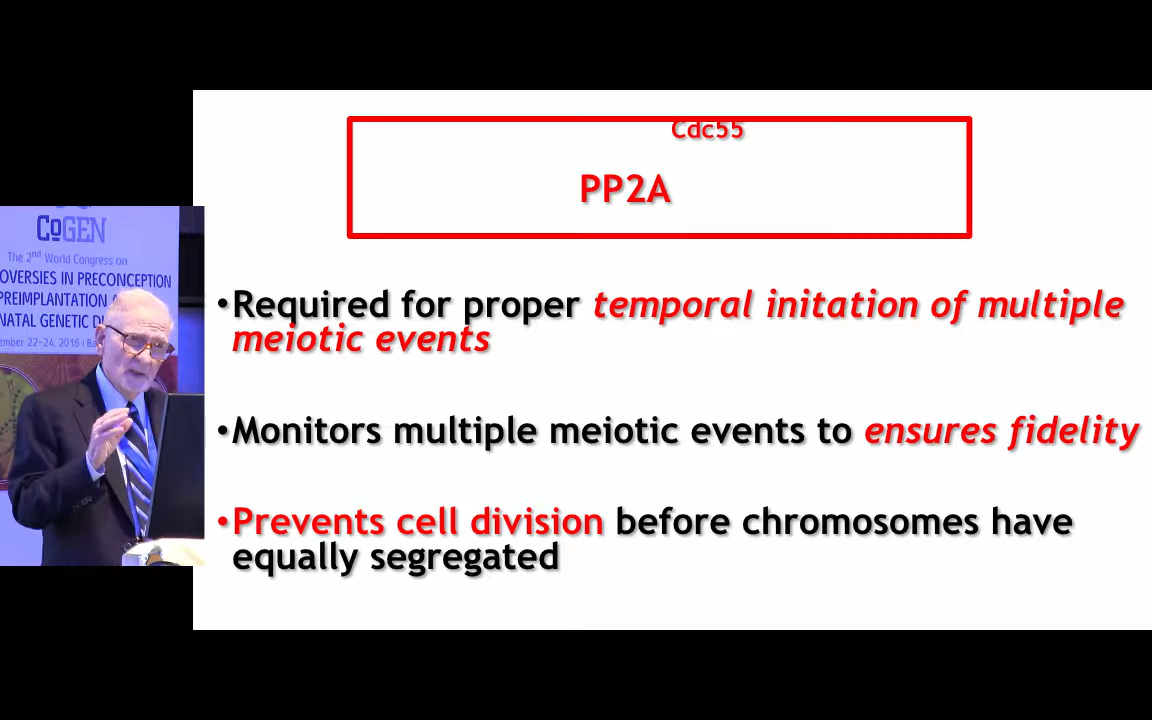 Cdc55
PP2A
•Required for proper temporal initation of multiple
meiotic events
•Monitors multiple meiotic events to ensures fidelity
•Prevents cell division before chromosomes have
equally segregated
CoGEN
The 2nd World Congress on
OVERSIES IN PRECONCEPTION
PREIMPLANTATION A
NATAL GENETIC DI
ember 22-24, 2016 | Ba